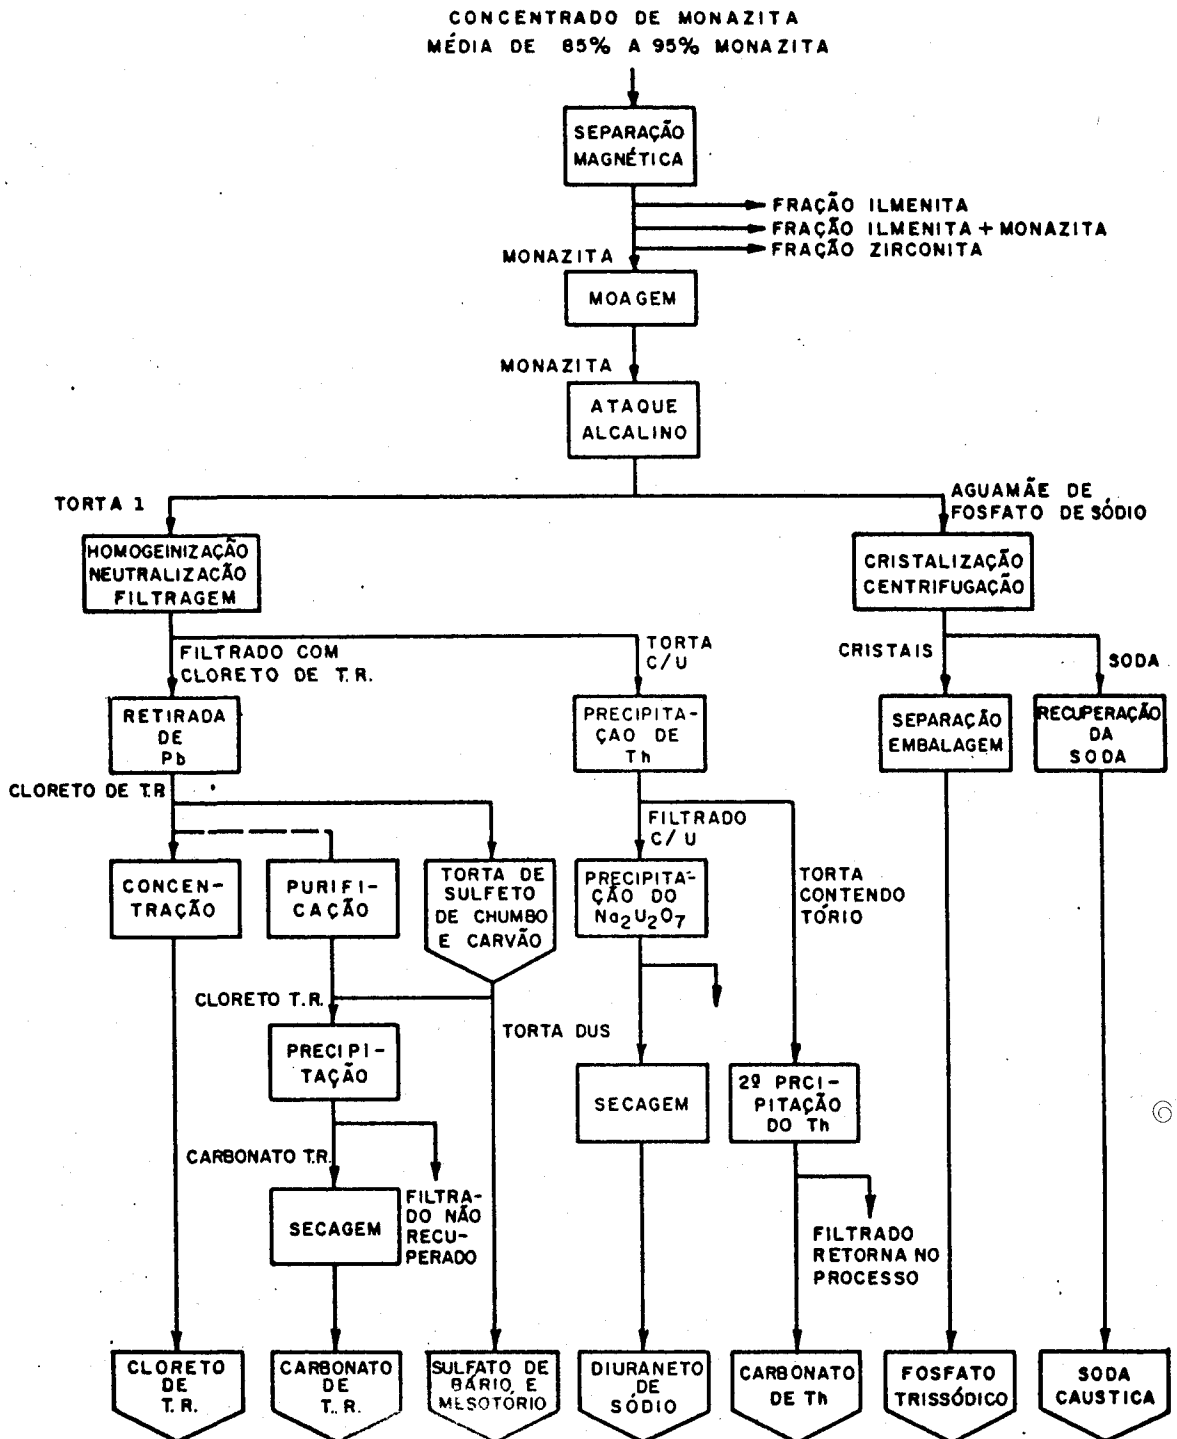 CONCENTRADO DE MONAZITA
MÉDIA DE 85% A 95% MONAZITA
SEPARAÇÃO
MAGNÉTICA
FRAÇÃO ILMENITA
FRAÇÃO ILMENITA + MONAZITA
FRAÇÃO ZIRCONITA
MONAZITA
MOAGEM
MONAZITA
ATAQUE
ALCALINO
TORTA 1
AGUAMÃE DE
FOSFATO DE SÓDIO
HOMOGEINIZAÇÃO
NEUTRALIZACÃO
FILTRAGEM
CRISTALIZAÇÃO
CENTRIFUGAÇÃO
FILTRADO COM
CLORETO DE T.R.
TORTA
C/U
CRISTAIS
SODA
RETIRADA
DE
Pb
PRECIPITA-
ÇAO DE
Th
SEPARAÇÃO
EMBALAGEM
RECUPERAÇÃO
DA
SODA
CLORETO DE T.R
FILTRADO
C/U
CONCEN-
TRAÇÃO
PURIFI-
CAÇÃO
TORTA DE
SULFETO
DE CHUMBO
E CARVÃO
PRECIPITA-
ÇÃO DO
Na2U2O7
TORTA
CONTENDO
TÓRIO
CLORETO T.R.
TORTA DUS
PRECIPI-
TAÇÃO
SECAGEM
2º PRCI-
PITAÇÃO
DO Th
CARBONATO T.R.
SECAGEM
FILTRA-
DO NÃO
RECU-
PERADO
FILTRADO
RETORNA NO
PROCESSO
CLORETO
DE
T.R.
CARBONATO
DE
T.R.
SULFATO DE
BÁRIO E
MESOTÓRIO
DIURANETO
DE
SÓDIO
CARBONATO
DE Th
FOSFATO
TRISSÓDICO
SODA
CAUSTICA